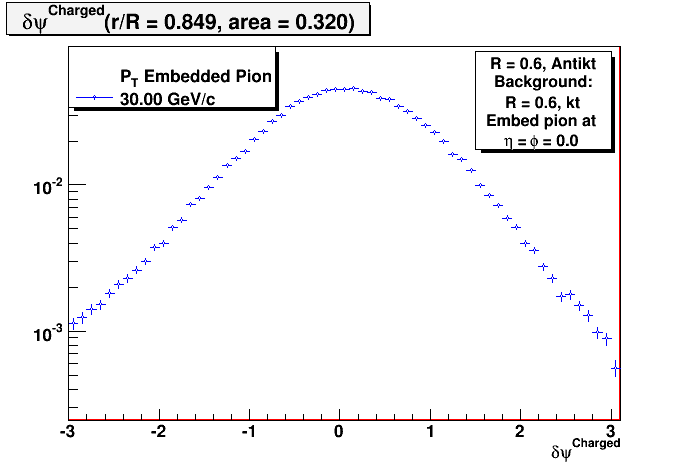 δψ^Charged(r/R = 0.849, area = 0.320)
P_T Embedded Pion
30.00 GeV/c
R = 0.6, Antikt
Background:
R = 0.6, kt
Embed pion at
η = ϕ = 0.0
10^-2
10^-3
-3 -2 -1 0 1 2 3
δψ^Charged